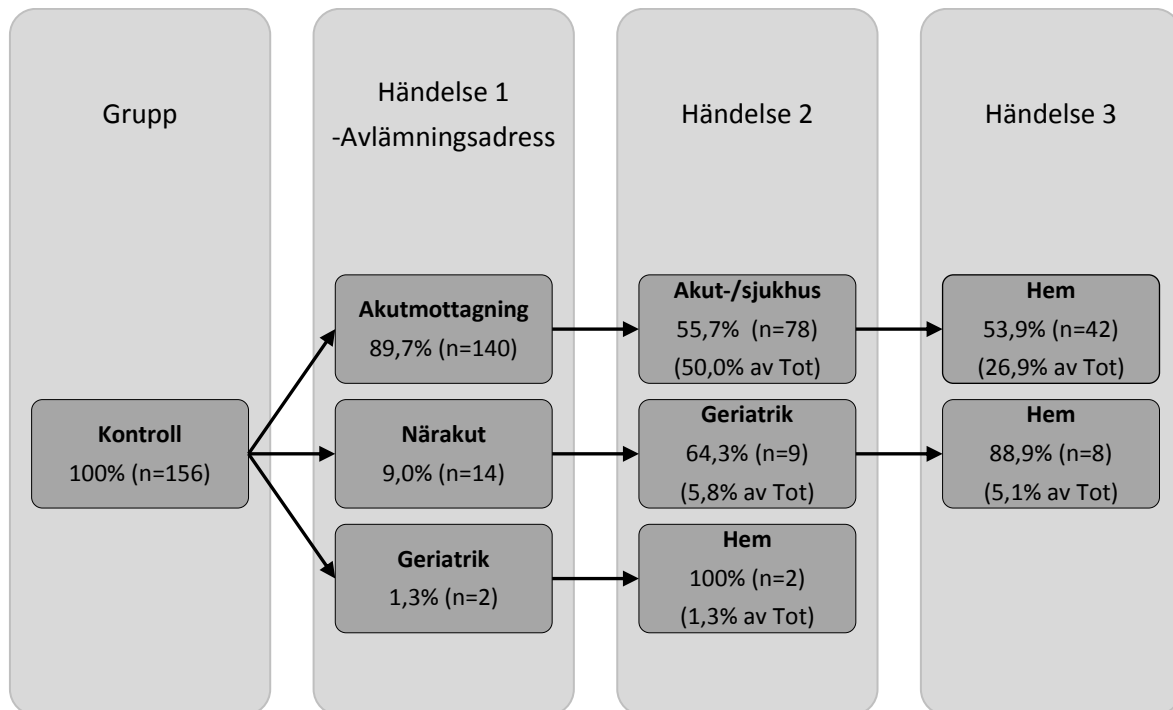 Grupp
Händelse 1
-Avlämningsadress
Händelse 2
Händelse 3
Kontroll
100% (n=156)
Akutmottagning
89,7% (n=140)
Närakut
9,0% (n=14)
Geriatrik
1,3% (n=2)
Akut-/sjukhus
55,7% (n=78)
(50,0% av Tot)
Geriatrik
64,3% (n=9)
(5,8% av Tot)
Hem
100% (n=2)
(1,3% av Tot)
Hem
53,9% (n=42)
(26,9% av Tot)
Hem
88,9% (n=8)
(5,1% av Tot)